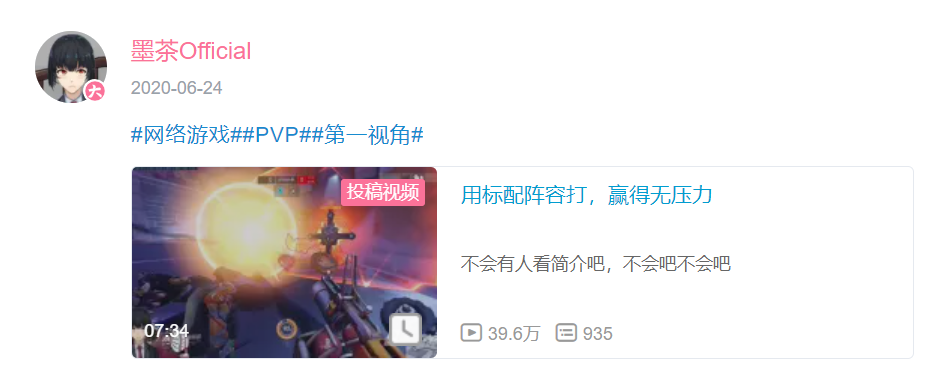 墨茶Official
大
2020-06-24
#网络游戏##PVP##第一视角#
投稿视频
07:34
用标配阵容打，赢得无压力
不会有人看简介吧，不会吧不会吧
39.6万 935